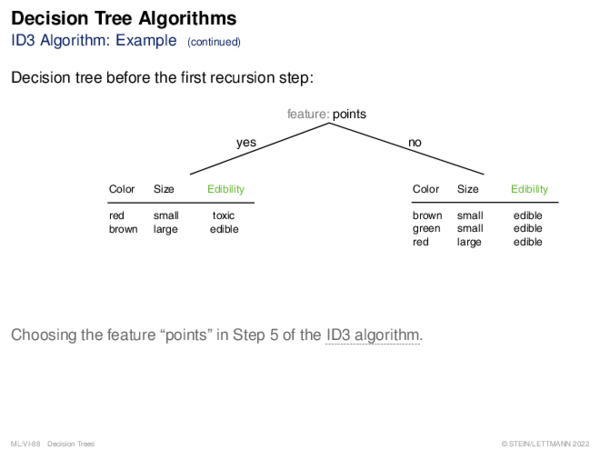 Decision Tree Algorithms
ID3 Algorithm: Example (continued)
Decision tree before the first recursion step:
feature: points
yes no
Color Size Edibility
red small toxic
brown large edible
Color Size Edibility
brown small edible
green small edible
red large edible
Choosing the feature “points” in Step 5 of the ID3 algorithm.
ML:VI-88 Decision Trees © STEIN/LETTMANN 2022